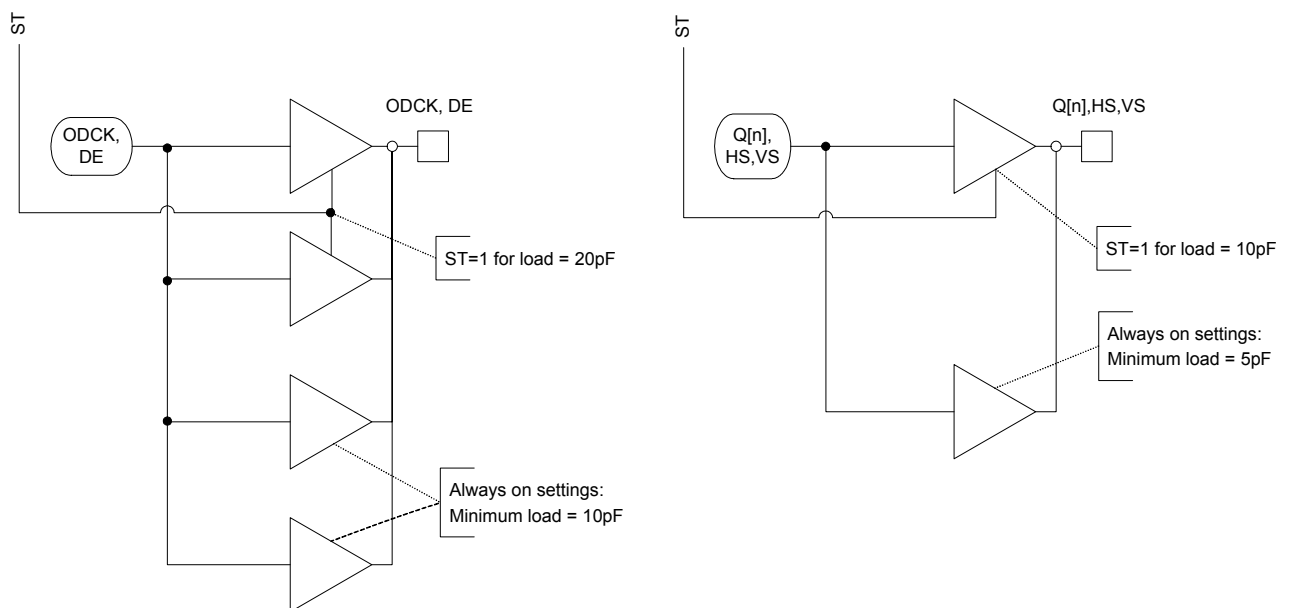 ST
ODCK,
DE
ODCK, DE
ST=1 for load = 20pF
Always on settings:
Minimum load = 10pF
ST
Q[n],
HS,VS
Q[n],HS,VS
ST=1 for load = 10pF
Always on settings:
Minimum load = 5pF